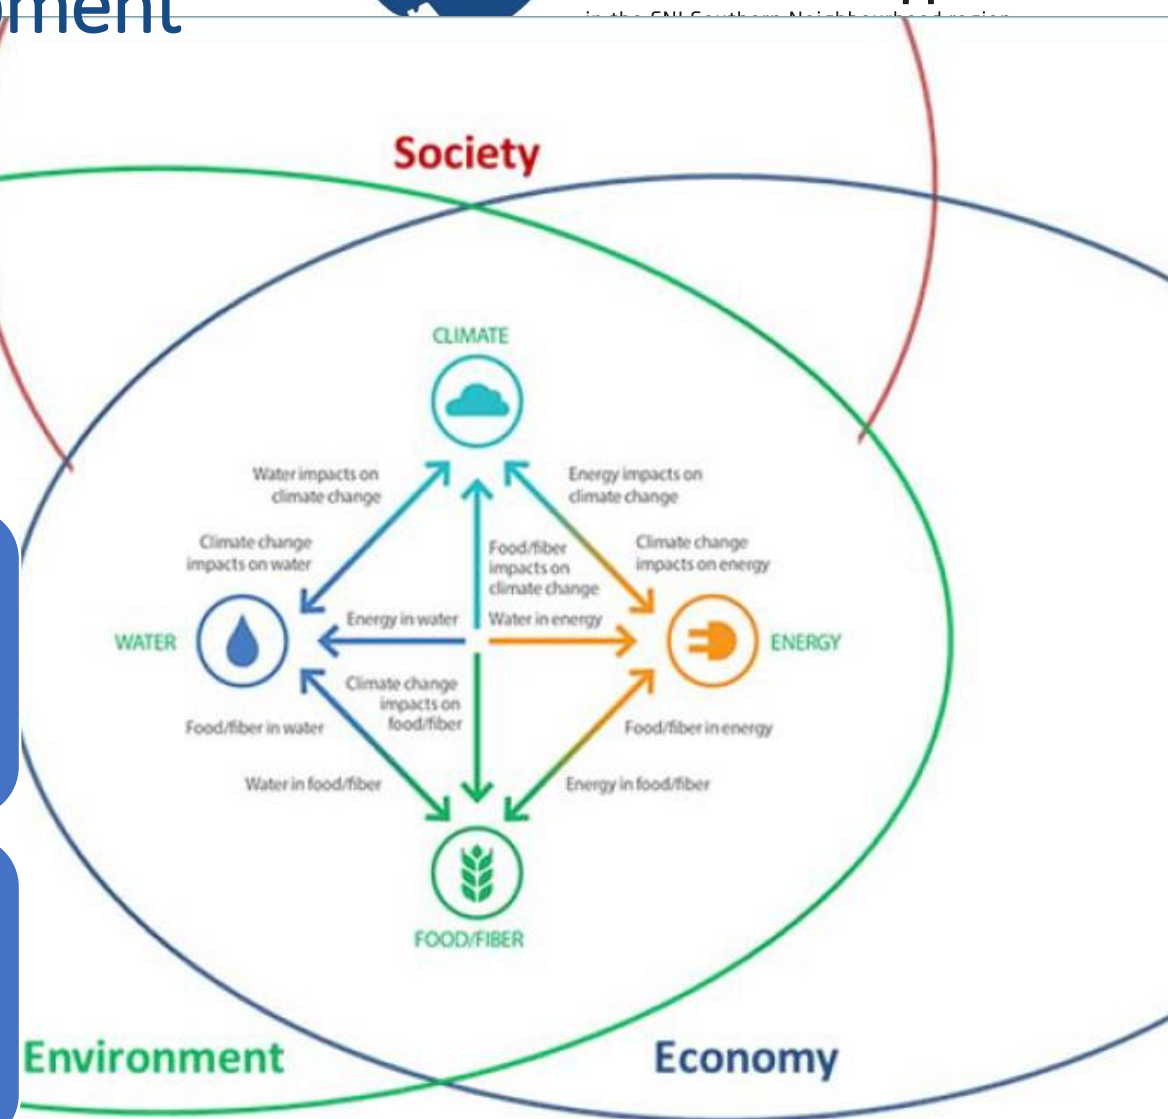 Society
CLIMATE
Water impacts on
climate change
Energy impacts on
climate change
Climate change
impacts on water
Food/fiber
impacts on
climate change
Climate change
impacts on energy
Energy in water
Water in energy
WATER
ENERGY
Climate change
impacts on
food/fiber
Food/fiber in water
Food/fiber in energy
Water in food/fiber
Energy in food/fiber
FOOD/FIBER
Environment
Economy